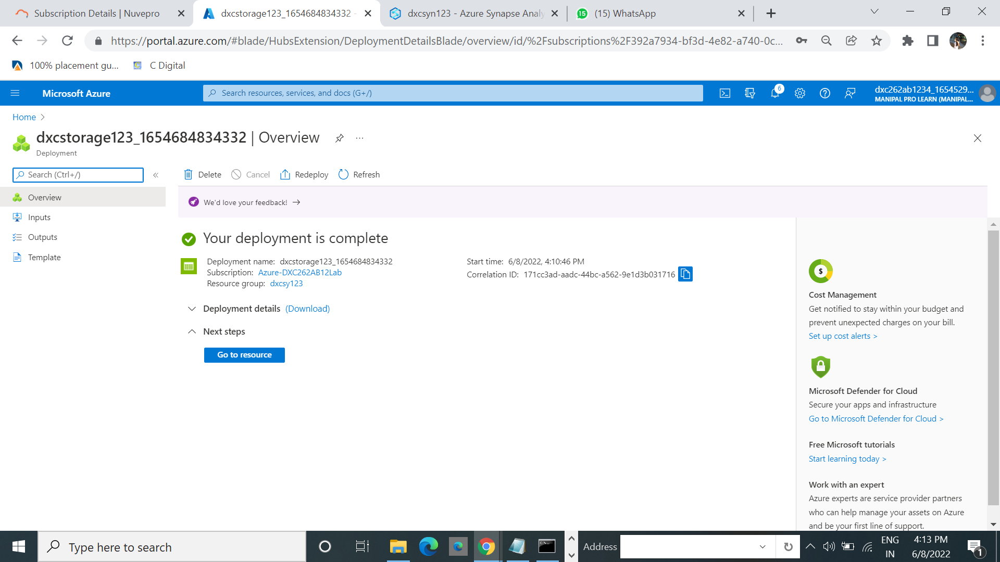 Subscription Details | Nuvepro
dxcstorage123_1654684834332 -
dxcsyn123 - Azure Synapse Analy
15 (15) WhatsApp
https://portal.azure.com/#blade/HubsExtension/DeploymentDetailsBlade/overview/id/%2Fsubscriptions%2F392a7934-bf3d-4e82-a740-0c...
100% placement gu...
C Digital
Microsoft Azure
Search resources, services, and docs (G+/)
6
dxc262ab1234_1654529...
MANIPAL PRO LEARN (MANIPAL...
Home >
dxcstorage123_1654684834332 | Overview
Deployment
Search (Ctrl+/)
Delete
Cancel
Redeploy
Refresh
Overview
Inputs
Outputs
Template
We'd love your feedback!
Your deployment is complete
Deployment name: dxcstorage123_1654684834332
Subscription: Azure-DXC262AB12Lab
Resource group: dxcsy123
Start time: 6/8/2022, 4:10:46 PM
Correlation ID: 171cc3ad-aadc-44bc-a562-9e1d3b031716
Deployment details (Download)
Next steps
Go to resource
$
Cost Management
Get notified to stay within your budget and
prevent unexpected charges on your bill.
Set up cost alerts >
Microsoft Defender for Cloud
Secure your apps and infrastructure
Go to Microsoft Defender for Cloud >
Free Microsoft tutorials
Start learning today >
Work with an expert
Azure experts are service provider partners
who can help manage your assets on Azure
and be your first line of support.
Type here to search
Address
ENG
IN
4:13 PM
6/8/2022
1